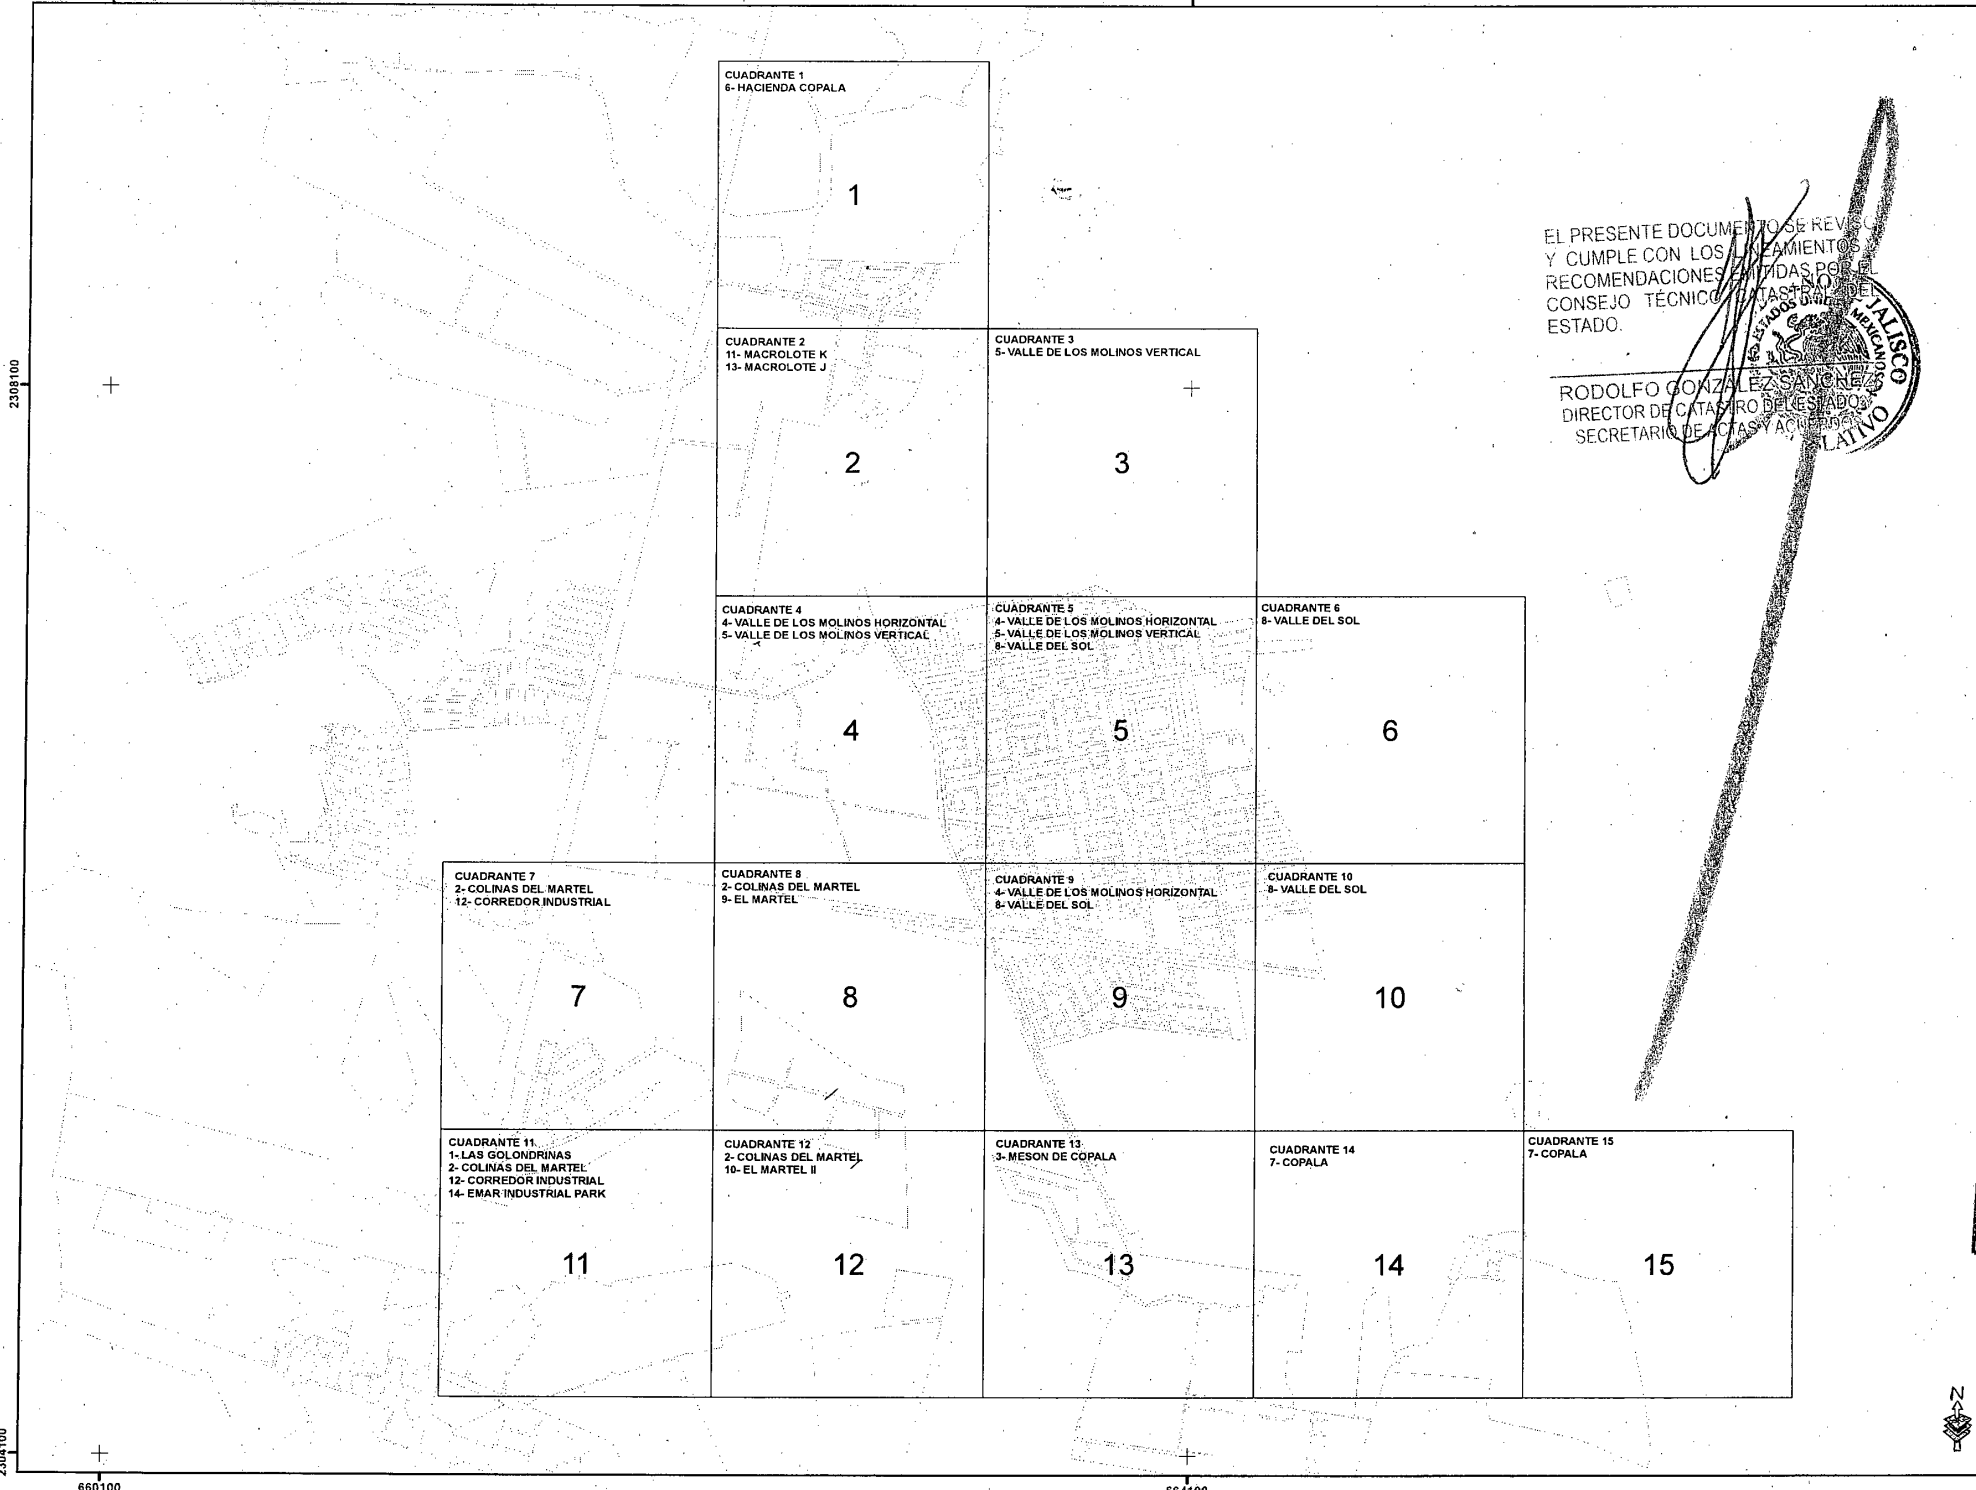 CUADRANTE 1
6- HACIENDA COPALA
1
EL PRESENTE DOCUMENTO SE REVISO
Y CUMPLE CON LOS LINEAMIENTOS Y
RECOMENDACIONES EMITIDAS POR EL
CONSEJO TÉCNICO CATASTRAL DEL
ESTADO.
ESTADOS UNIDOS MEXICANOS
JALISCO
RODOLFO GONZÁLEZ SÁNCHEZ
DIRECTOR DE CATASTRO DEL ESTADO
SECRETARIO DE ACTAS Y ACUERDOS
LATIVO
2308100
CUADRANTE 2
11- MACROLOTE K
13- MACROLOTE J
2
CUADRANTE 3
5- VALLE DE LOS MOLINOS VERTICAL
3
CUADRANTE 4
4- VALLE DE LOS MOLINOS HORIZONTAL
5- VALLE DE LOS MOLINOS VERTICAL
4
CUADRANTE 5
4- VALLE DE LOS MOLINOS HORIZONTAL
5- VALLE DE LOS MOLINOS VERTICAL
8- VALLE DEL SOL
5
CUADRANTE 6
8- VALLE DEL SOL
6
CUADRANTE 7
2- COLINAS DEL MARTEL
12- CORREDOR INDUSTRIAL
7
CUADRANTE 8
2- COLINAS DEL MARTEL
9- EL MARTEL
8
CUADRANTE 9
4- VALLE DE LOS MOLINOS HORIZONTAL
8- VALLE DEL SOL
9
CUADRANTE 10
8- VALLE DEL SOL
10
CUADRANTE 11
1- LAS GOLONDRINAS
2- COLINAS DEL MARTEL
12- CORREDOR INDUSTRIAL
14- EMAR INDUSTRIAL PARK
11
CUADRANTE 12
2- COLINAS DEL MARTEL
10- EL MARTEL II
12
CUADRANTE 13
3- MESON DE COPALA
13
CUADRANTE 14
7- COPALA
14
CUADRANTE 15
7- COPALA
15
N
2304100
660100
664100